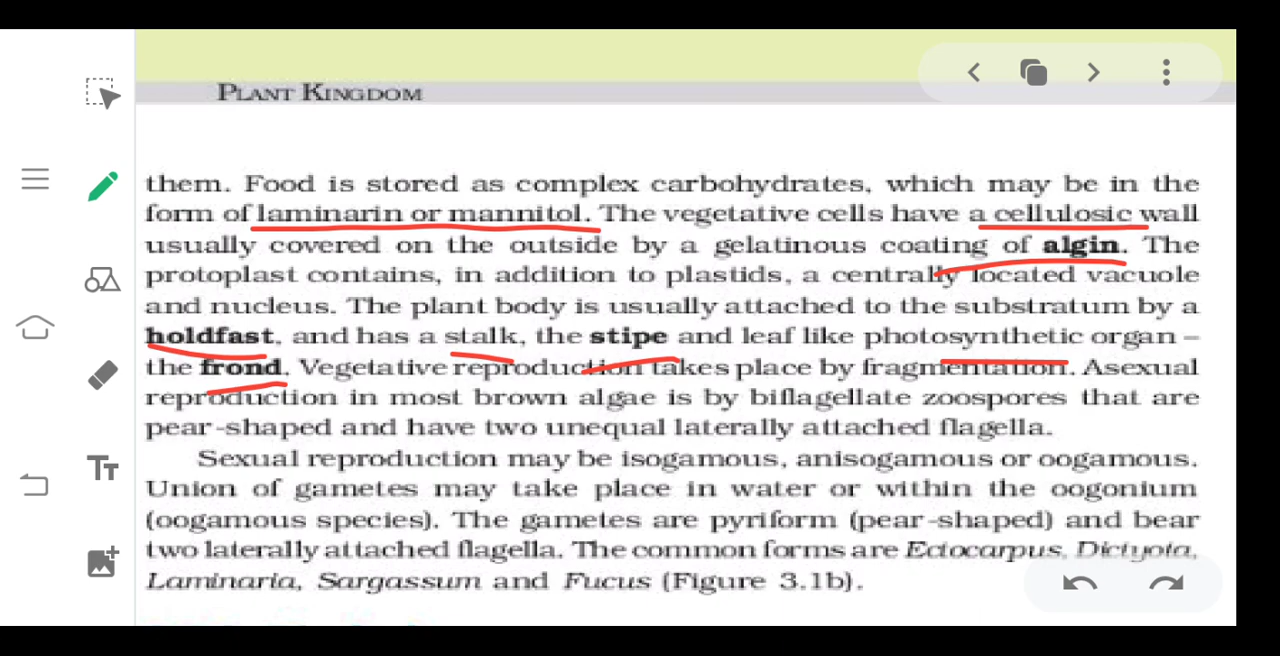 PLANT KINGDOM
them. Food is stored as complex carbohydrates, which may be in the
form of laminarin or mannitol. The vegetative cells have a cellulosic wall
usually covered on the outside by a gelatinous coating of algin. The
protoplast contains, in addition to plastids, a centrally located vacuole
and nucleus. The plant body is usually attached to the substratum by a
holdfast, and has a stalk, the stipe and leaf like photosynthetic organ –
the frond. Vegetative reproduction takes place by fragmentation. Asexual
reproduction in most brown algae is by biflagellate zoospores that are
pear-shaped and have two unequal laterally attached flagella.
Sexual reproduction may be isogamous, anisogamous or oogamous.
Union of gametes may take place in water or within the oogonium
(oogamous species). The gametes are pyriform (pear-shaped) and bear
two laterally attached flagella. The common forms are Ectocarpus, Dictyota,
Laminaria, Sargassum and Fucus (Figure 3.1b).
TT